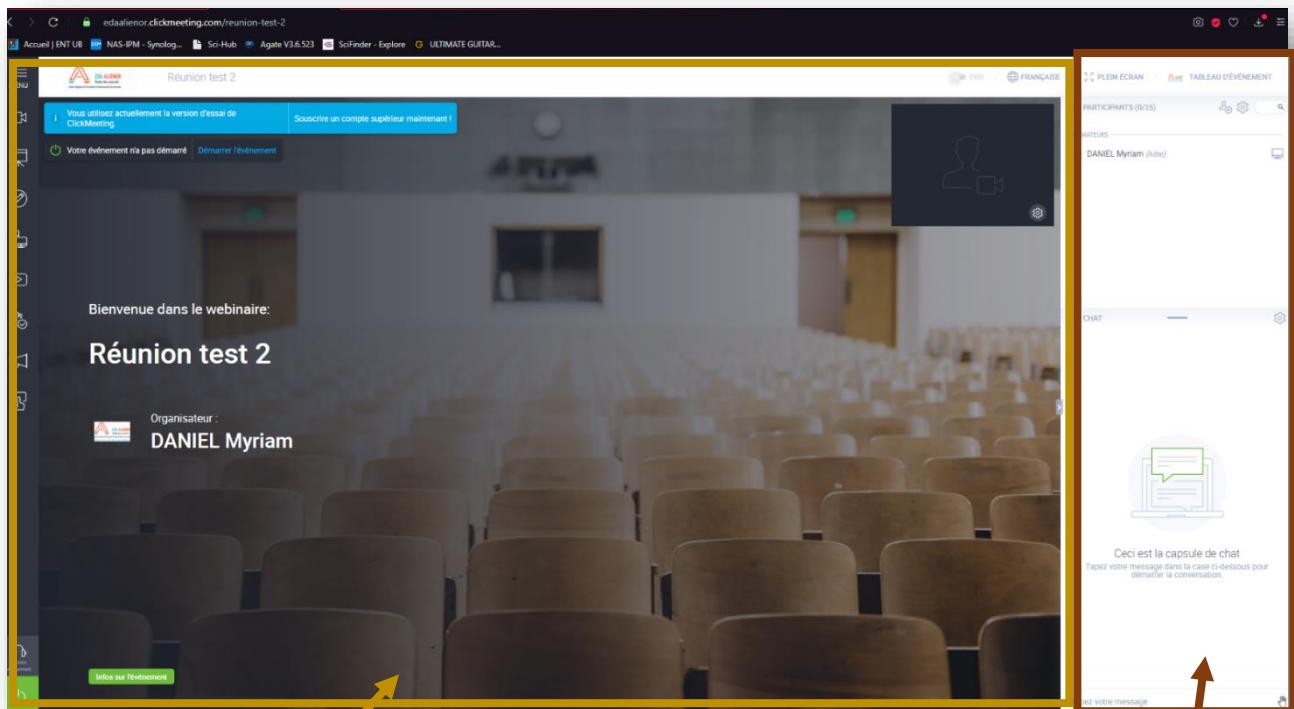 edaalienor.clickmeeting.com/reunion-test-2
Accueil | ENT UB NAS-IPM - Synolog... Sci-Hub Agate V3.6.523 SciFinder - Explore G ULTIMATE GUITAR...
EDA ALIÉNOR
Réunion test 2
FRANÇAISE
PLEIN ÉCRAN
TABLEAU D'ÉVÉNEMENT
Vous utilisez actuellement la version d'essai de
ClickMeeting.
Souscrire un compte supérieur maintenant !
PARTICIPANTS (0/25)
Votre événement n'a pas démarré
Démarrer l'événement
DANIEL Myriam (hôte)
Bienvenue dans le webinaire:
Réunion test 2
Organisateur :
DANIEL Myriam
CHAT
Ceci est la capsule de chat
Tapez votre message dans la case ci-dessous pour
démarrer la conversation.
Infos sur l'événement
votre message